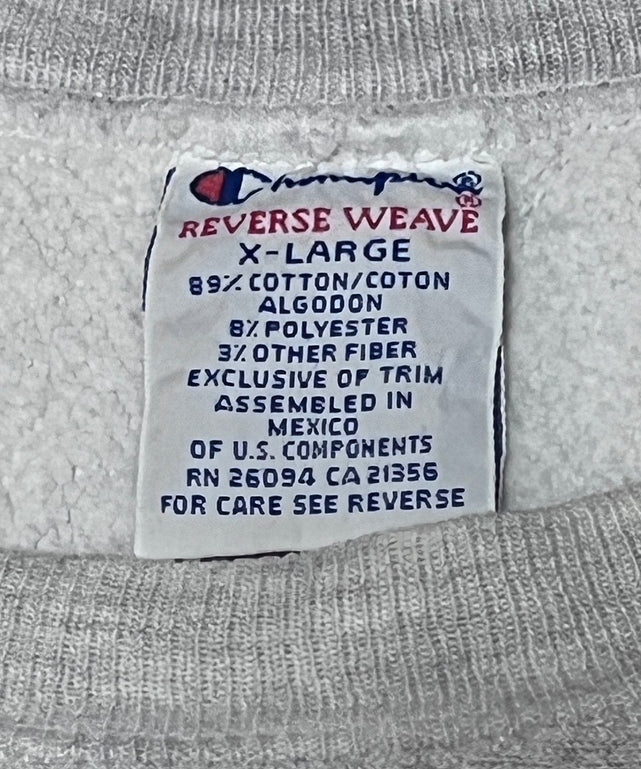 Champion®
REVERSE WEAVE®
X-LARGE
89% COTTON/COTON
ALGODON
8% POLYESTER
3% OTHER FIBER
EXCLUSIVE OF TRIM
ASSEMBLED IN
MEXICO
OF U.S. COMPONENTS
RN 26094 CA 21356
FOR CARE SEE REVERSE